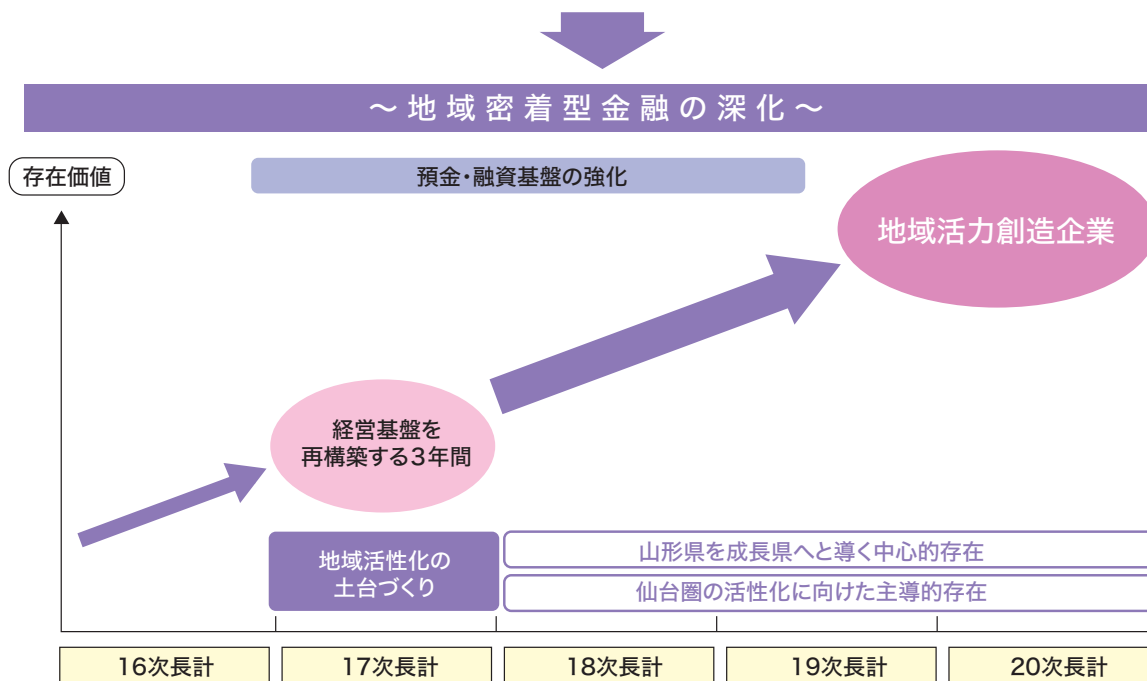 ～地域密着型金融の深化～
存在価値
預金・融資基盤の強化
地域活力創造企業
経営基盤を
再構築する3年間
地域活性化の
土台づくり
山形県を成長県へと導く中心的存在
仙台圏の活性化に向けた主導的存在
16次長計
17次長計
18次長計
19次長計
20次長計